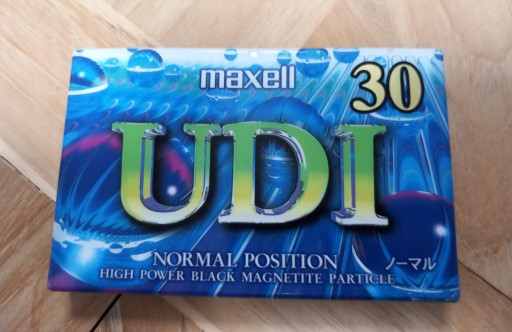 maxell
30
UDI
NORMAL POSITION
ノーマル
HIGH POWER BLACK MAGNETITE PARTICLE